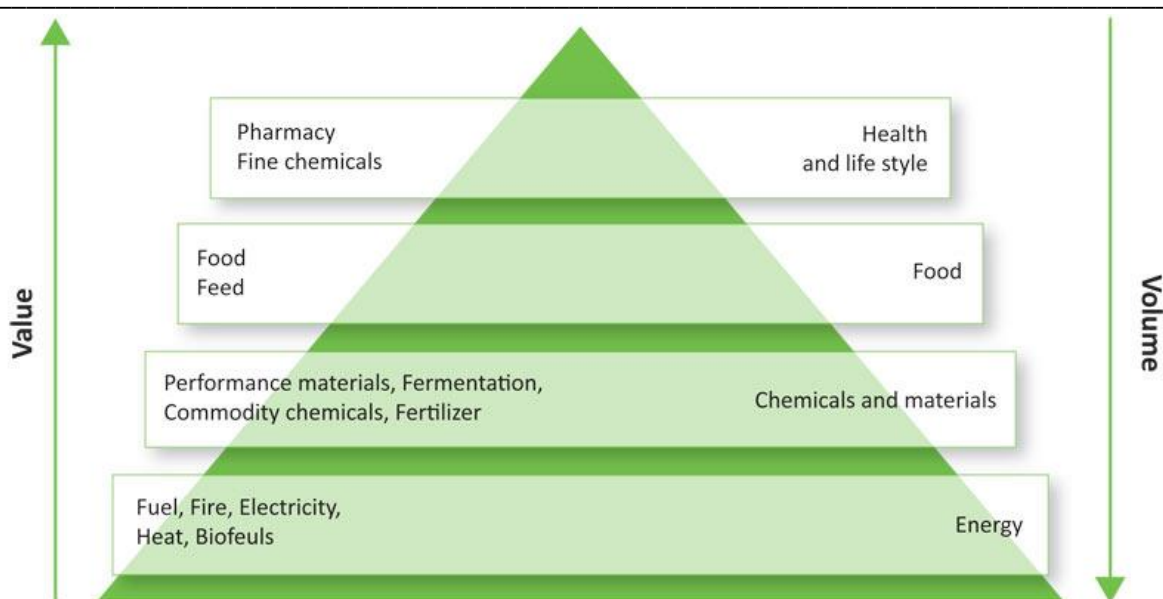 Pharmacy
Fine chemicals
Health
and life style
Food
Feed
Food
Performance materials, Fermentation,
Commodity chemicals, Fertilizer
Chemicals and materials
Fuel, Fire, Electricity,
Heat, Biofeuls
Energy
Value
Volume